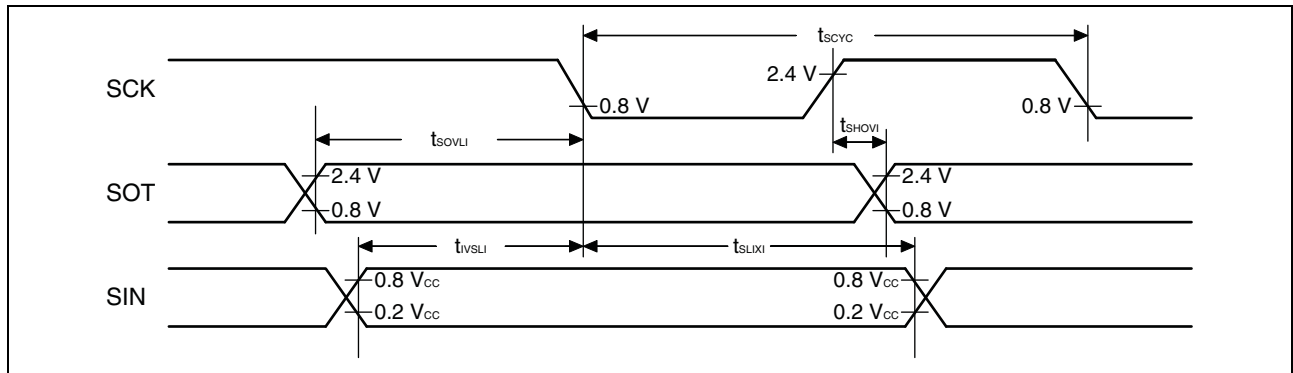 tSCYC
SCK
2.4 V
0.8 V
0.8 V
tSHOVI
tSOVLI
SOT
2.4 V
0.8 V
2.4 V
0.8 V
tIVSLI
tSLIXI
SIN
0.8 VCC
0.2 VCC
0.8 VCC
0.2 VCC